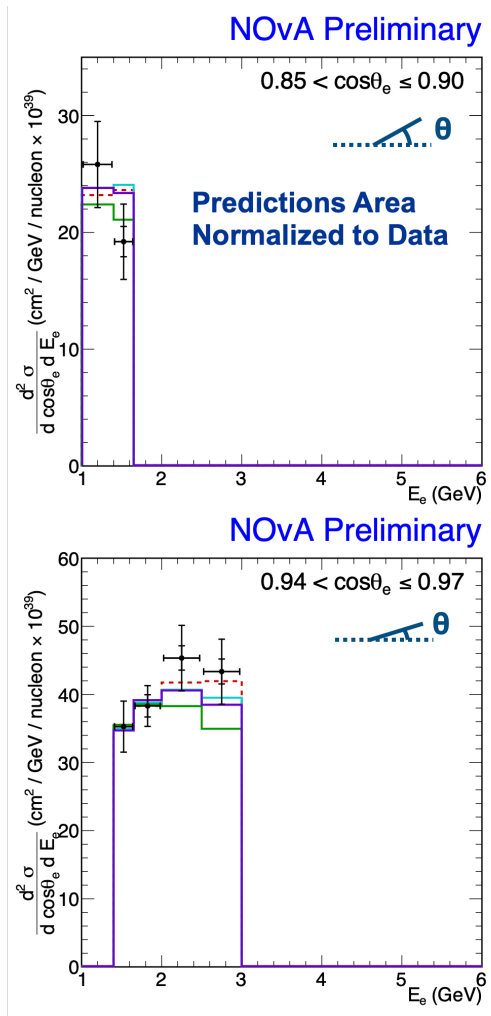 NOvA Preliminary
0.85 < cosθe ≤ 0.90
θ
Predictions Area
Normalized to Data
d² σ
d cosθe d Ee
(cm² / GeV / nucleon × 10³⁹)
30
20
10
0
1 2 3 4 5 6
Ee (GeV)
NOvA Preliminary
0.94 < cosθe ≤ 0.97
θ
d² σ
d cosθe d Ee
(cm² / GeV / nucleon × 10³⁹)
60
50
40
30
20
10
0
1 2 3 4 5 6
Ee (GeV)